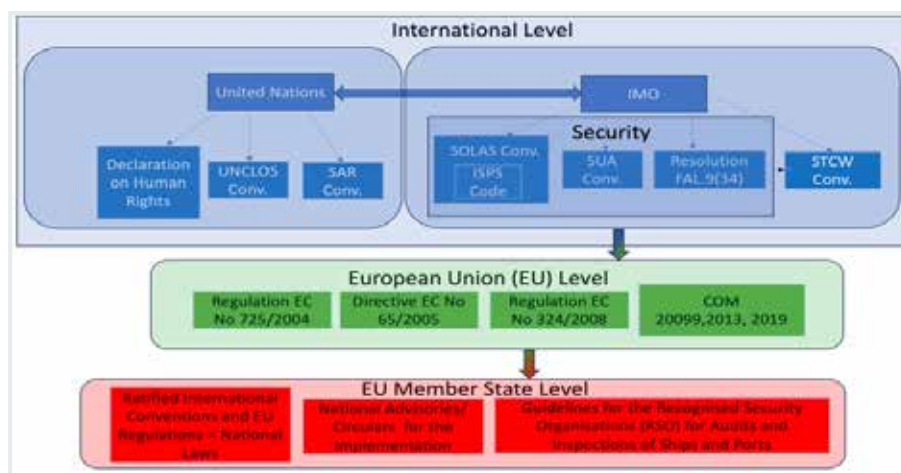 International Level
United Nations
IMO
Security
Declaration
on Human
Rights
UNCLOS
Conv.
SAR
Conv.
SOLAS Conv.
ISPS
Code
SUA
Conv.
Resolution
FAL.9(34)
STCW
Conv.
European Union (EU) Level
Regulation EC
No 725/2004
Directive EC No
65/2005
Regulation EC
No 324/2008
COM
20099,2013, 2019
EU Member State Level
Ratified International
Conventions and EU
Regulations = National
Laws
National Advisories/
Circulars for the
Implementation
Guidelines for the Recognised Security
Organisations (RSO) for Audits and
Inspections of Ships and Ports